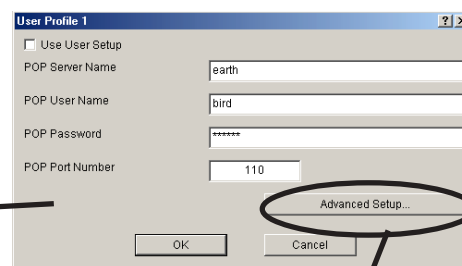 User Profile 1
Use User Setup
POP Server Name
earth
POP User Name
bird
POP Password
******
POP Port Number
110
Advanced Setup...
OK
Cancel